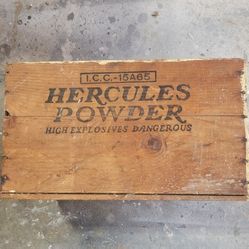 I.C.C.-15A65
HERCULES
POWDER
HIGH EXPLOSIVES DANGEROUS